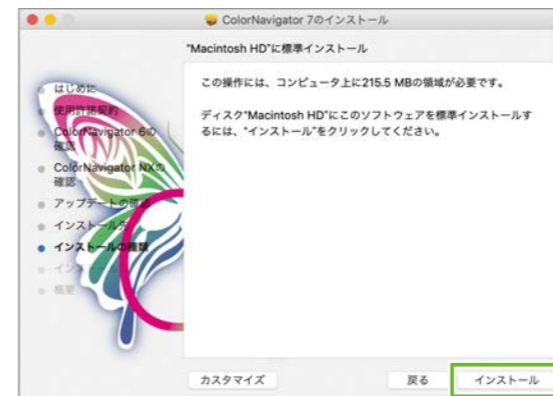 ColorNavigator 7のインストール
"Macintosh HD"に標準インストール
はじめに
使用許諾契約
ColorNavigator 6の
確認
ColorNavigator NXの
確認
アップデートの確認
インストール先
インストールの種類
インストール
概要
この操作には、コンピュータ上に215.5 MBの領域が必要です。
ディスク"Macintosh HD"にこのソフトウェアを標準インストールす
るには、"インストール"をクリックしてください。
カスタマイズ
戻る
インストール